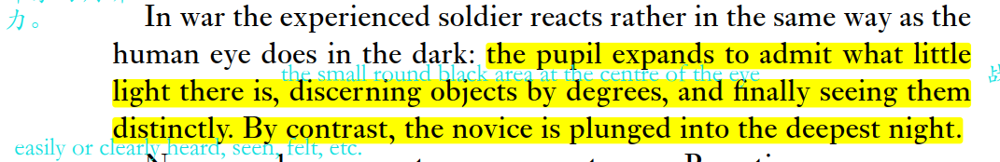 力。
In war the experienced soldier reacts rather in the same way as the
human eye does in the dark: the pupil expands to admit what little
the small round black area at the centre of the eye
light there is, discerning objects by degrees, and finally seeing them
distinctly. By contrast, the novice is plunged into the deepest night.
easily or clearly heard, seen, felt, etc.